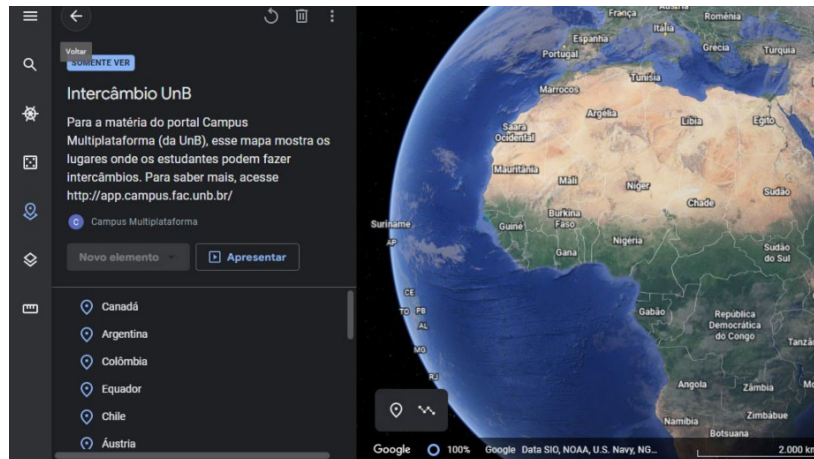 Voltar
SOMENTE VER
Intercâmbio UnB
Para a matéria do portal Campus
Multiplataforma (da UnB), esse mapa mostra os
lugares onde os estudantes podem fazer
intercâmbios. Para saber mais, acesse
http://app.campus.fac.unb.br/
C Campus Multiplataforma
Novo elemento
Apresentar
Canadá
Argentina
Colômbia
Equador
Chile
Áustria
França
Áustria
Romênia
Itália
Espanha
Portugal
Grécia
Turquia
Tunísia
Marrocos
Argélia
Líbia
Egito
Saara
Ocidental
Mauritânia
Mali
Níger
Chade
Sudão
Burkina
Faso
Guiné
Suriname
AP
Nigéria
Gana
Sudão
do Sul
CE
TO PB
AL
Gabão
República
Democrática
do Congo
Tanzâ
MG
RJ
Angola
Zâmbia
Mo
Namíbia
Zimbábue
Botsuana
Google 100% Google Data SIO, NOAA, U.S. Navy, NG... 2.000 km